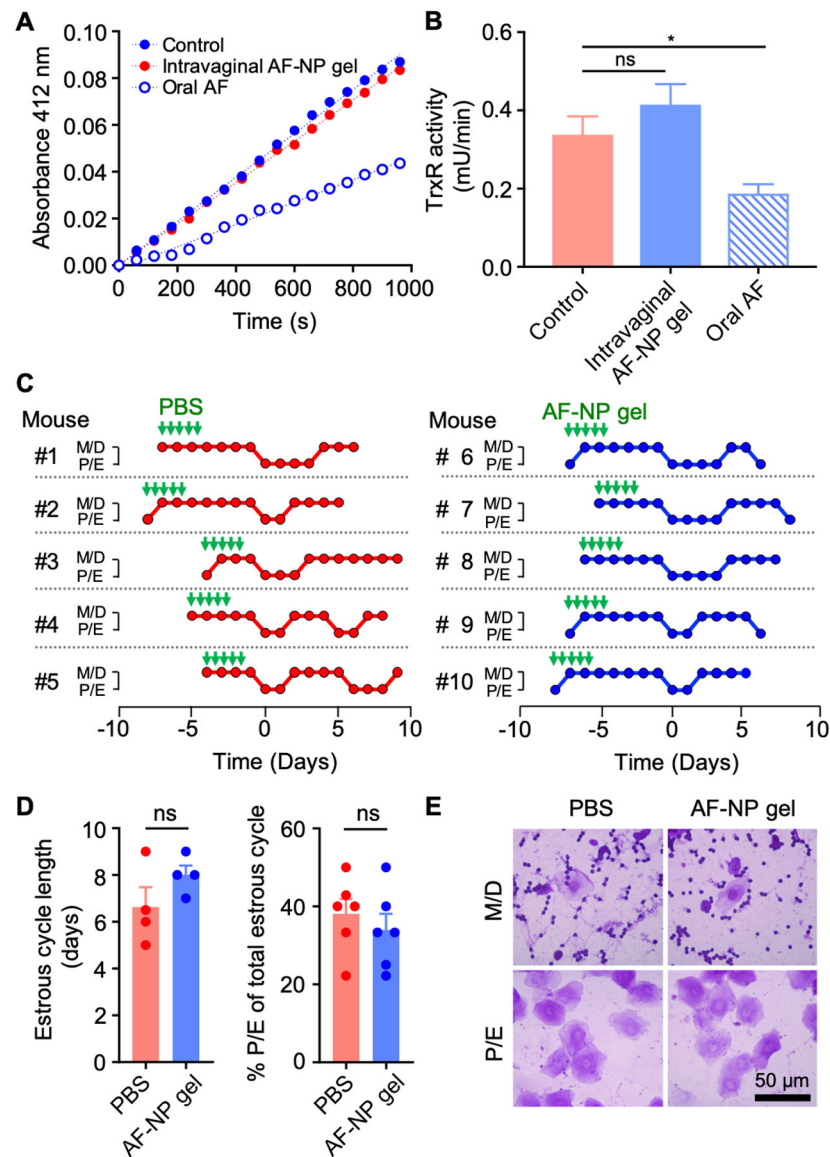 A
Absorbance 412 nm
0.10
0.08
0.06
0.04
0.02
0.00
Control
Intravaginal AF-NP gel
Oral AF
0 200 400 600 800 1000
Time (s)
B
TrxR activity
(mU/min)
0.6
0.4
0.2
0.0
*
ns
Control
Intravaginal
AF-NP gel
Oral AF
C
PBS
Mouse
#1 M/D
P/E
#2 M/D
P/E
#3 M/D
P/E
#4 M/D
P/E
#5 M/D
P/E
-10 -5 0 5 10
Time (Days)
AF-NP gel
# 6 M/D
P/E
# 7 M/D
P/E
# 8 M/D
P/E
# 9 M/D
P/E
#10 M/D
P/E
-10 -5 0 5 10
Time (Days)
D
Estrous cycle length
(days)
10
8
6
4
2
0
ns
PBS
AF-NP gel
% P/E of total estrous cycle
60
40
20
0
ns
PBS
AF-NP gel
E
PBS AF-NP gel
M/D
P/E
50 µm